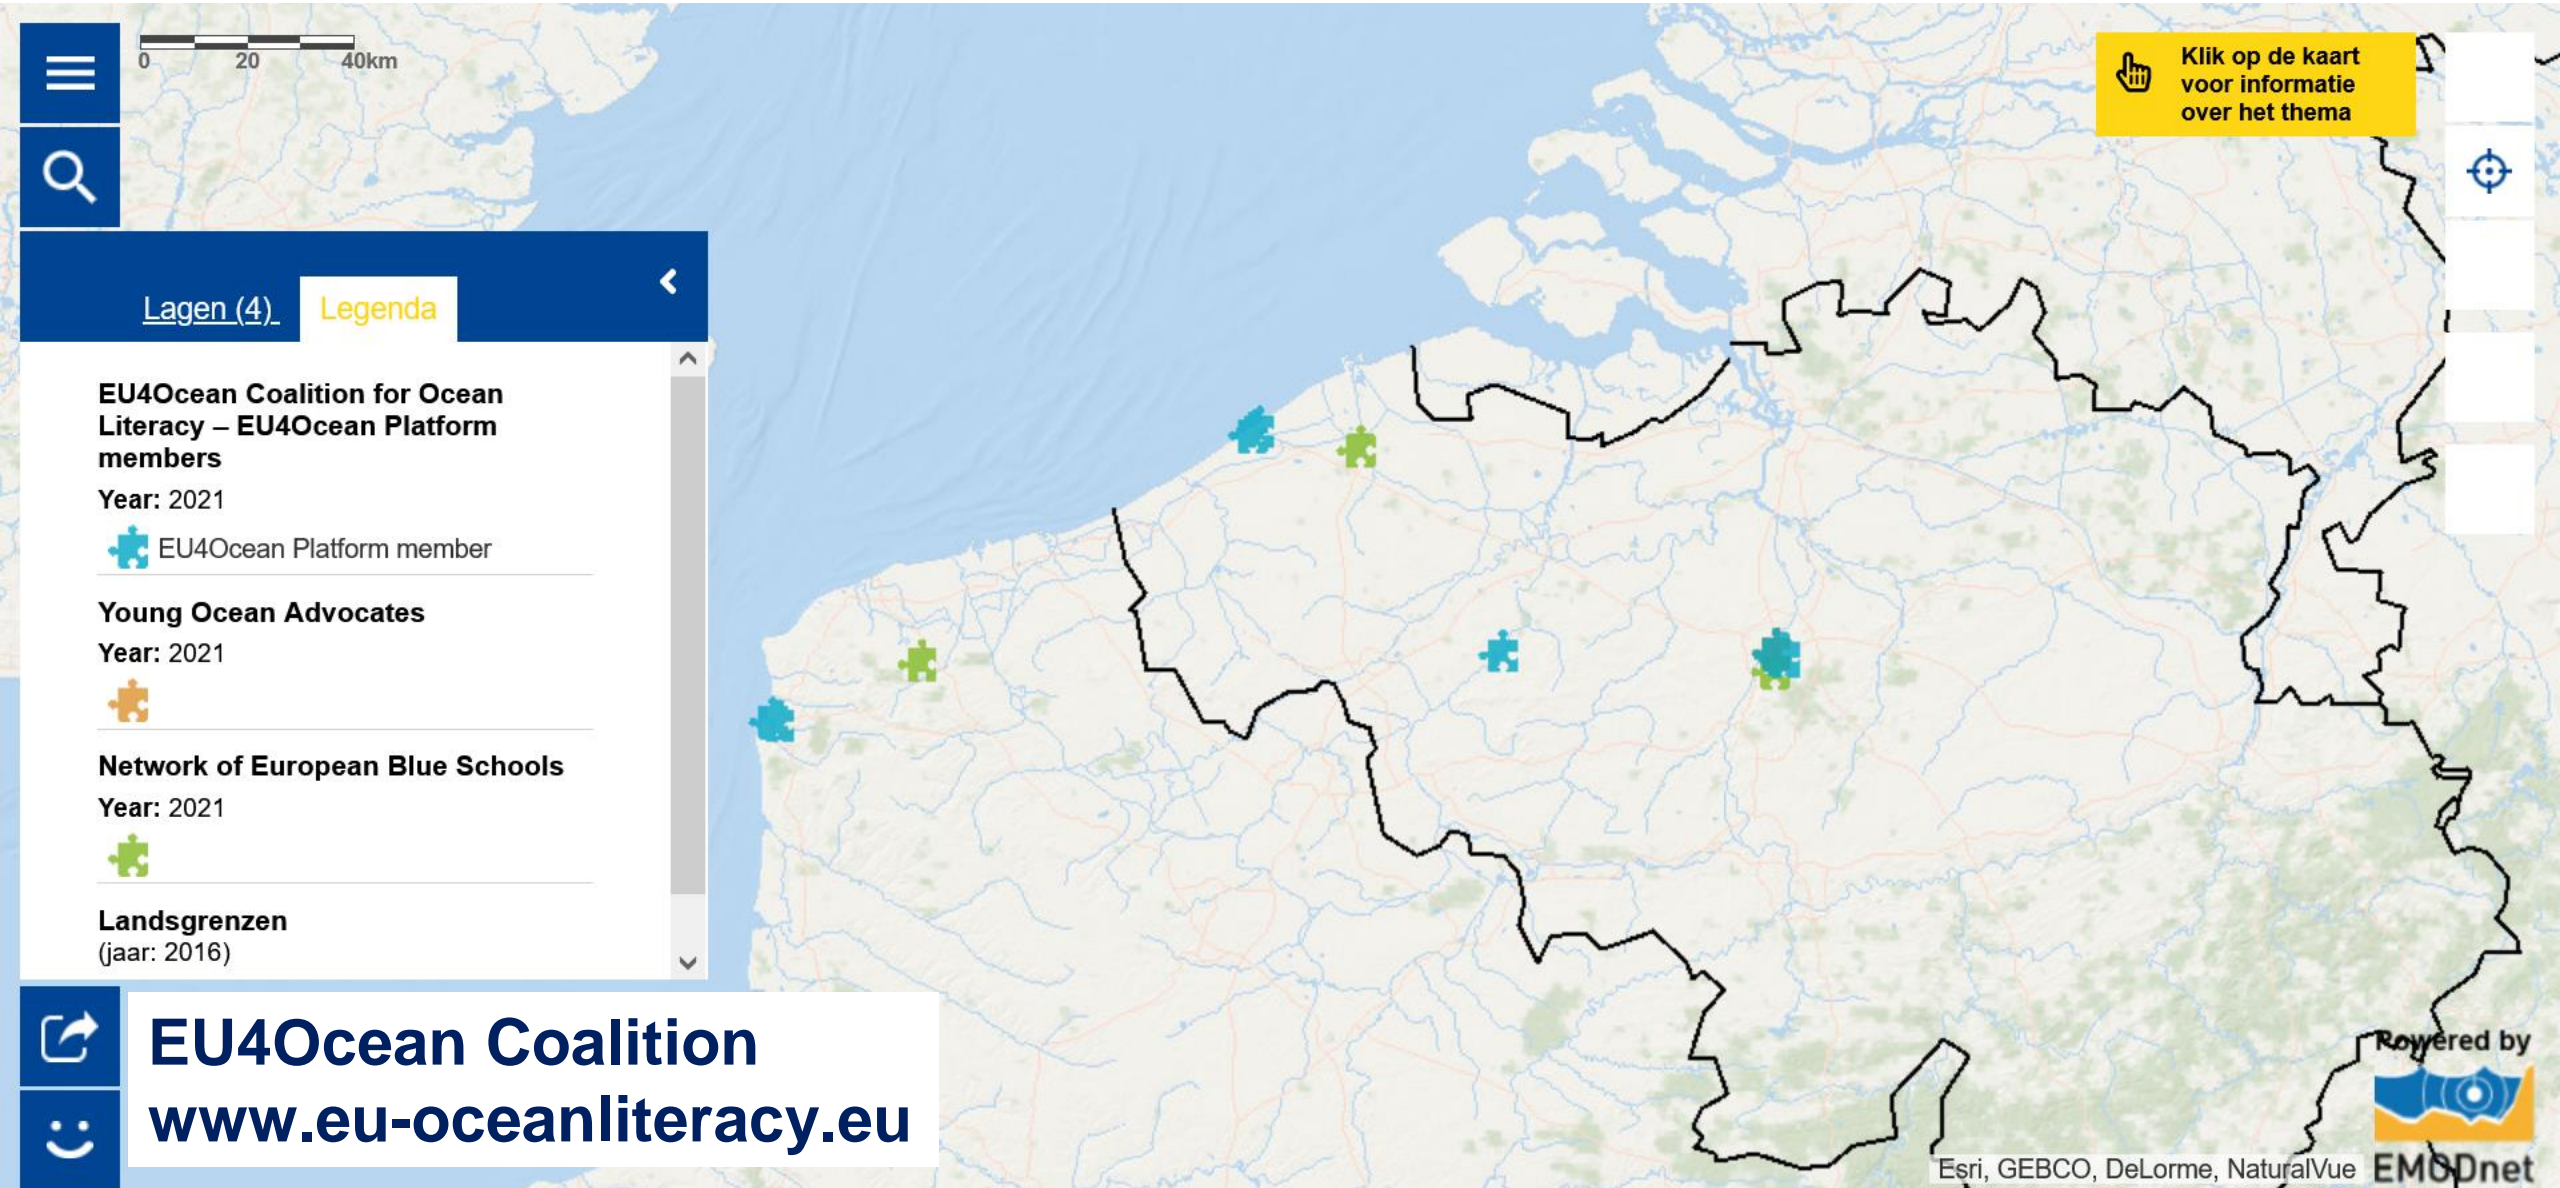 0 20 40km
Klik op de kaart
voor informatie
over het thema
Lagen (4) Legenda
EU4Ocean Coalition for Ocean
Literacy – EU4Ocean Platform
members
Year: 2021
EU4Ocean Platform member
Young Ocean Advocates
Year: 2021
Network of European Blue Schools
Year: 2021
Landsgrenzen
(jaar: 2016)
EU4Ocean Coalition
www.eu-oceanliteracy.eu
Powered by
EMODnet
Esri, GEBCO, DeLorme, NaturalVue